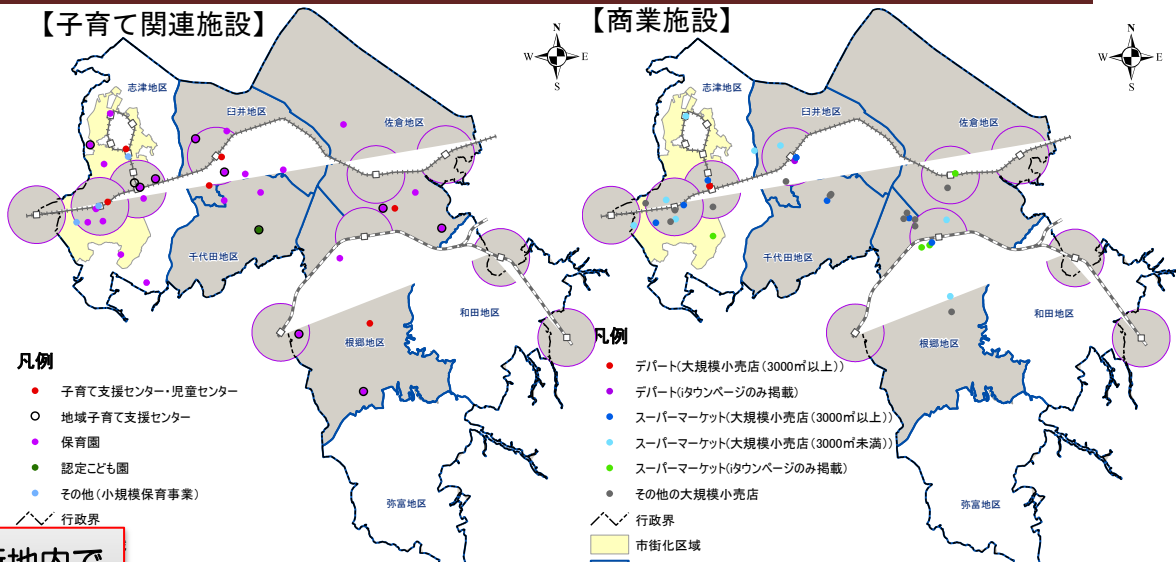 【子育て関連施設】
N
W E
S
志津地区
臼井地区
佐倉地区
千代田地区
和田地区
根郷地区
弥富地区
凡例
子育て支援センター・児童センター
地域子育て支援センター
保育園
認定こども園
その他(小規模保育事業)
行政界
街地内で
【商業施設】
N
W E
S
志津地区
臼井地区
佐倉地区
千代田地区
和田地区
根郷地区
弥富地区
凡例
デパート(大規模小売店(3000㎡以上))
デパート(iタウンページのみ掲載)
スーパーマーケット(大規模小売店(3000㎡以上))
スーパーマーケット(大規模小売店(3000㎡未満))
スーパーマーケット(iタウンページのみ掲載)
その他の大規模小売店
行政界
市街化区域